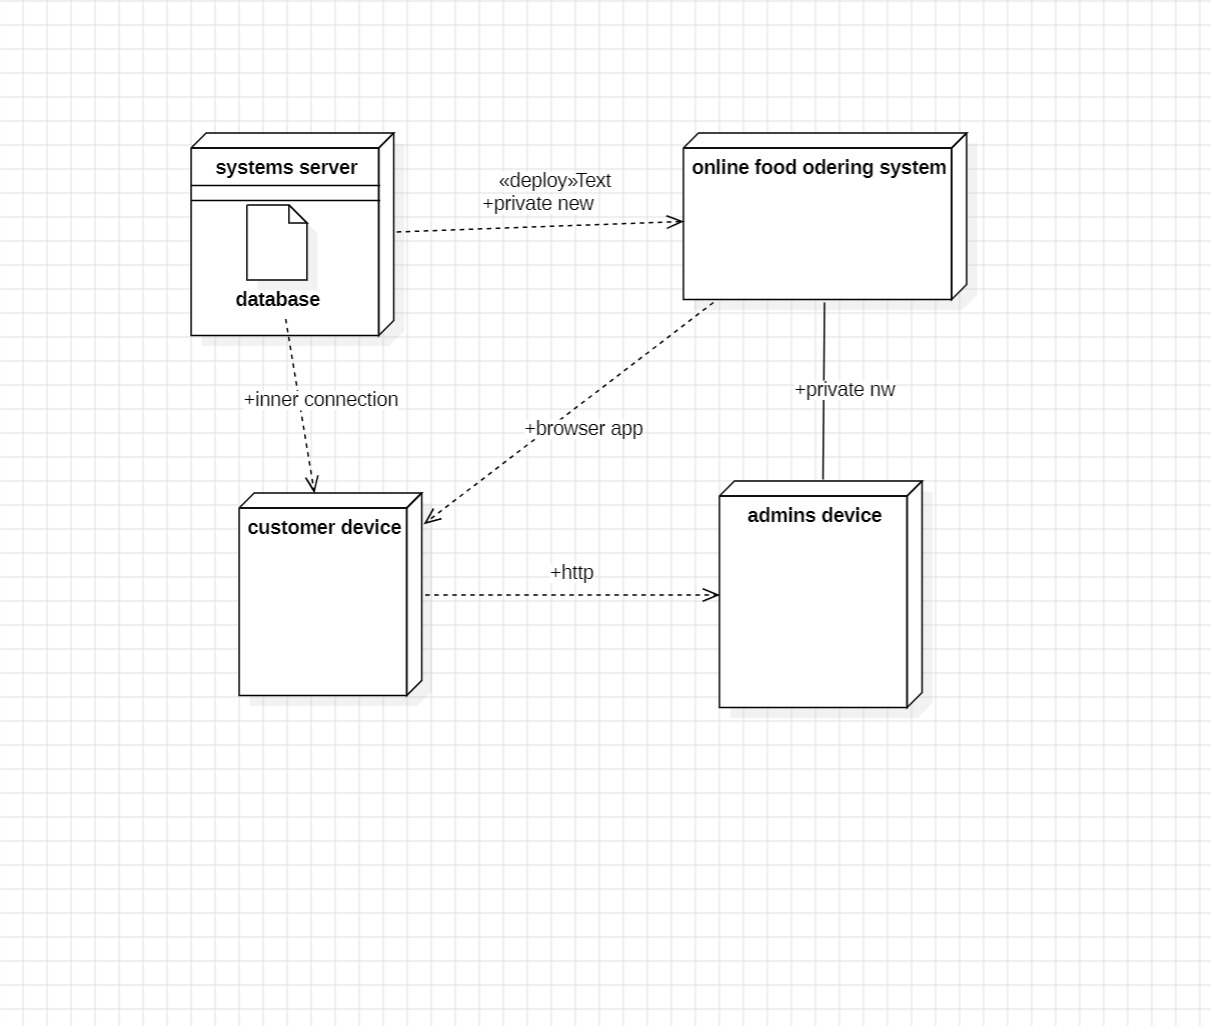 systems server
online food odering system
«deploy»Text
+private new
database
+inner connection
+private nw
+browser app
customer device
admins device
+http